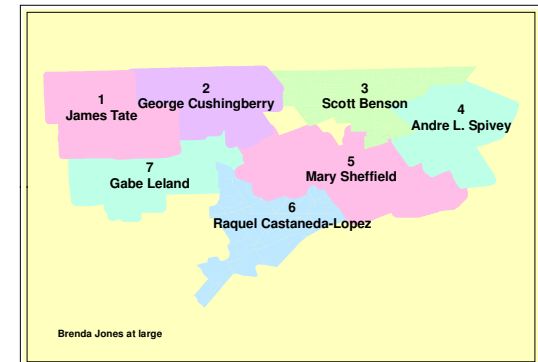 1
James Tate
2
George Cushingberry
3
Scott Benson
4
Andre L. Spivey
5
Mary Sheffield
7
Gabe Leland
6
Raquel Castaneda-Lopez
Brenda Jones at large